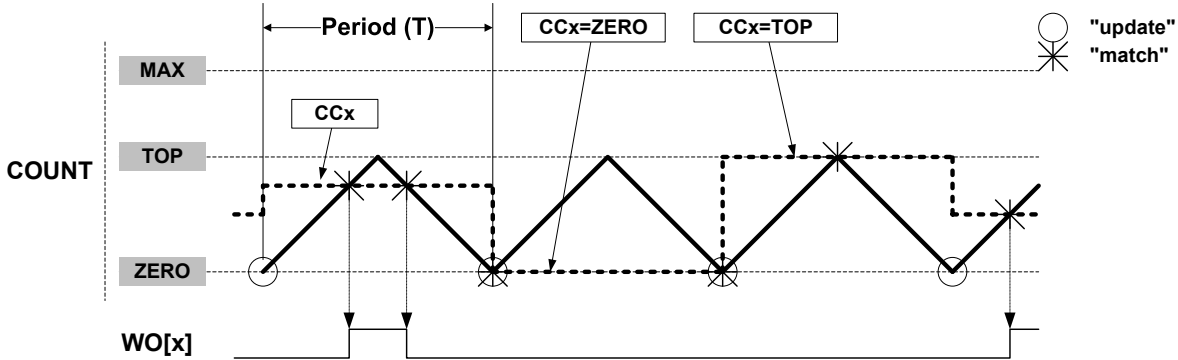 Period (T)
CCx=ZERO
CCx=TOP
"update"
"match"
MAX
CCx
TOP
COUNT
ZERO
WO[x]